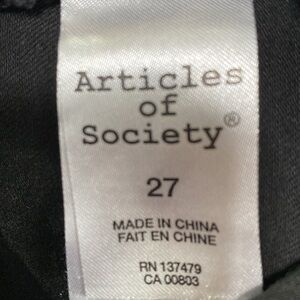 Articles
of
Society®
27
MADE IN CHINA
FAIT EN CHINE
RN 137479
CA 00803